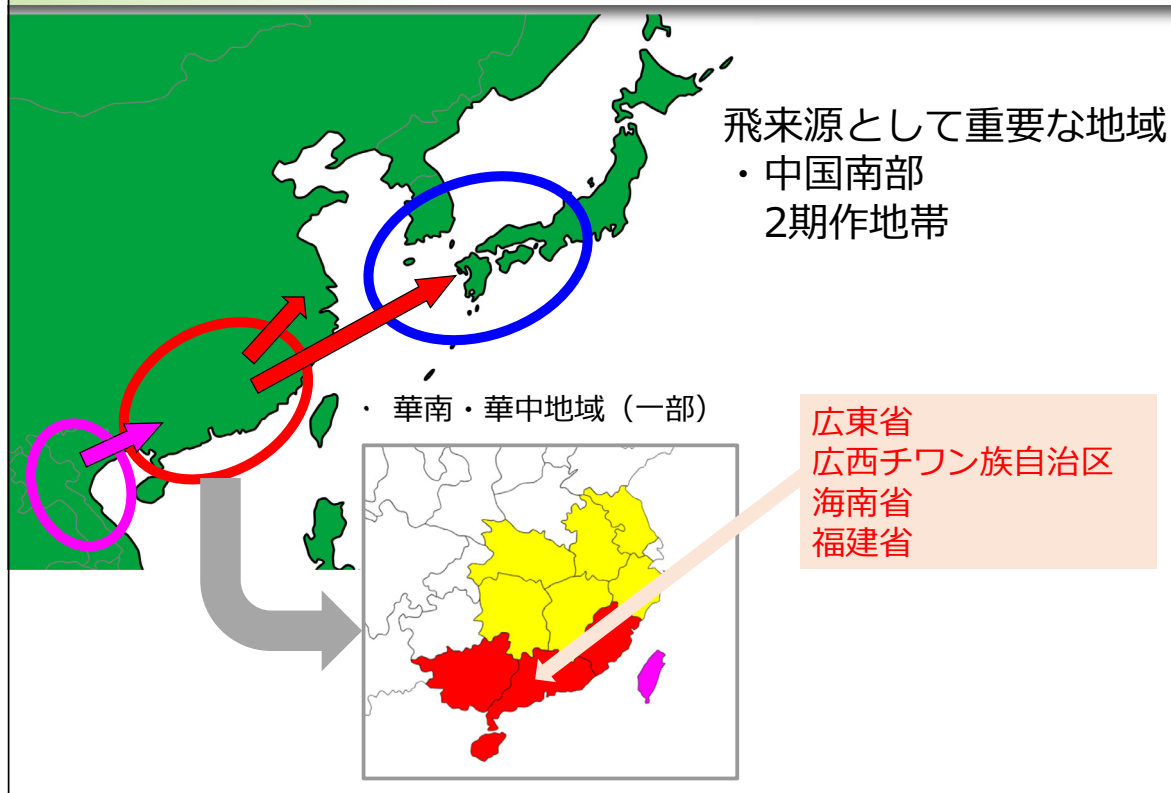 飛来源として重要な地域
・中国南部
2期作地帯
・ 華南・華中地域（一部）
広東省
広西チワン族自治区
海南省
福建省